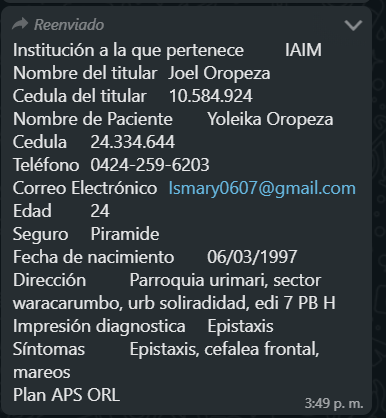 Reenviado
Institución a la que pertenece IAIM
Nombre del titular Joel Oropeza
Cedula del titular 10.584.924
Nombre de Paciente Yoleika Oropeza
Cedula 24.334.644
Teléfono 0424-259-6203
Correo Electrónico Ismary0607@gmail.com
Edad 24
Seguro Piramide
Fecha de nacimiento 06/03/1997
Dirección Parroquia urimari, sector
waracarumbo, urb soliradidad, edi 7 PB H
Impresión diagnostica Epistaxis
Síntomas Epistaxis, cefalea frontal,
mareos
Plan APS ORL
3:49 p. m.